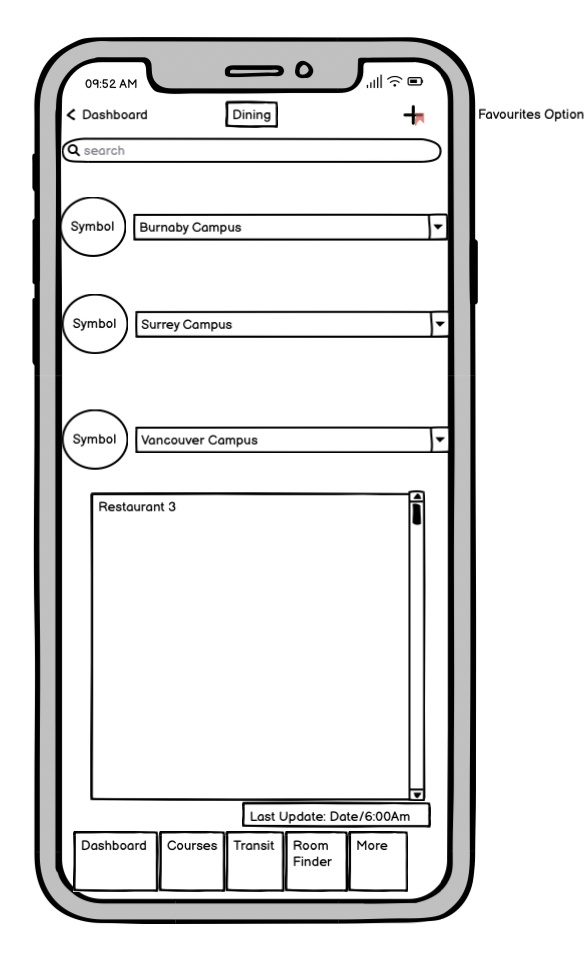 09:52 AM
Dashboard
Dining
Favourites Option
search
Symbol
Burnaby Campus
Symbol
Surrey Campus
Symbol
Vancouver Campus
Restaurant 3
Last Update: Date/6:00Am
Dashboard
Courses
Transit
Room
Finder
More